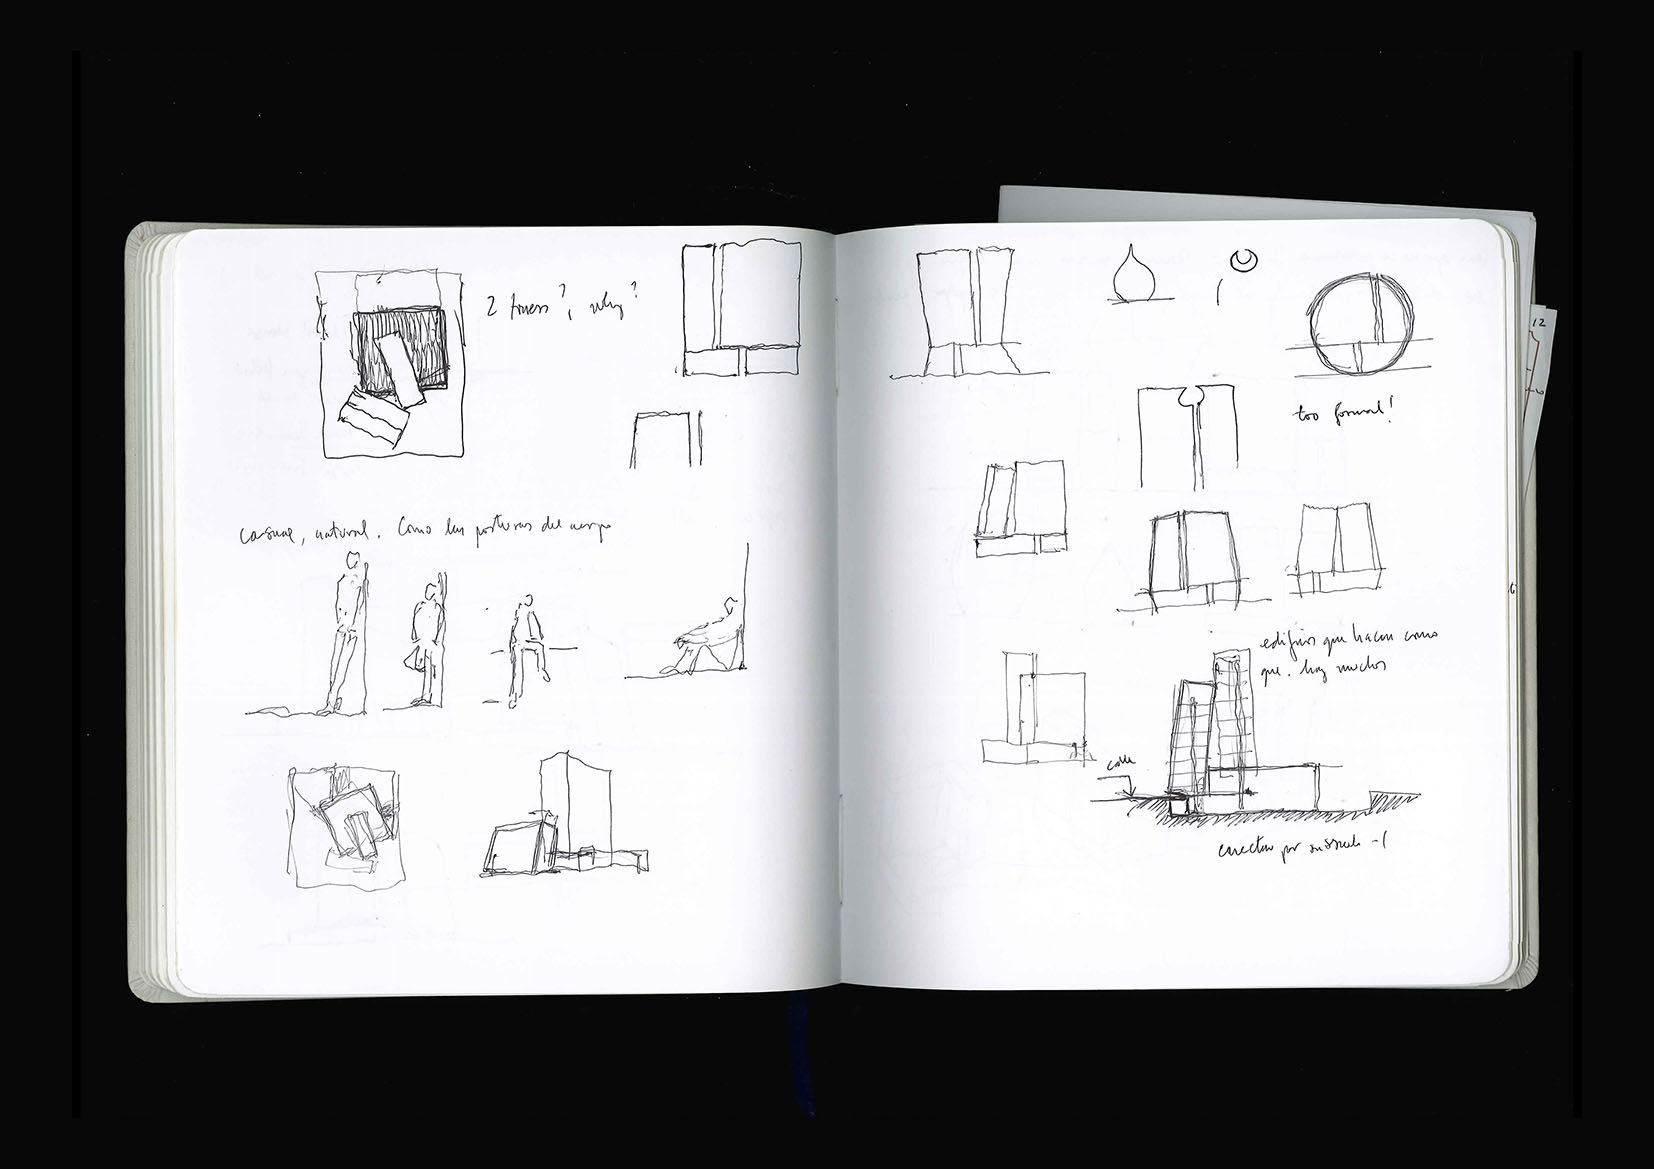 2 towers?, why?
casual, natural. Como las posturas del cuerpo
too formal!
edificios que hacen como
que. hay muchos
calle
conectan por subsuelo -1
12